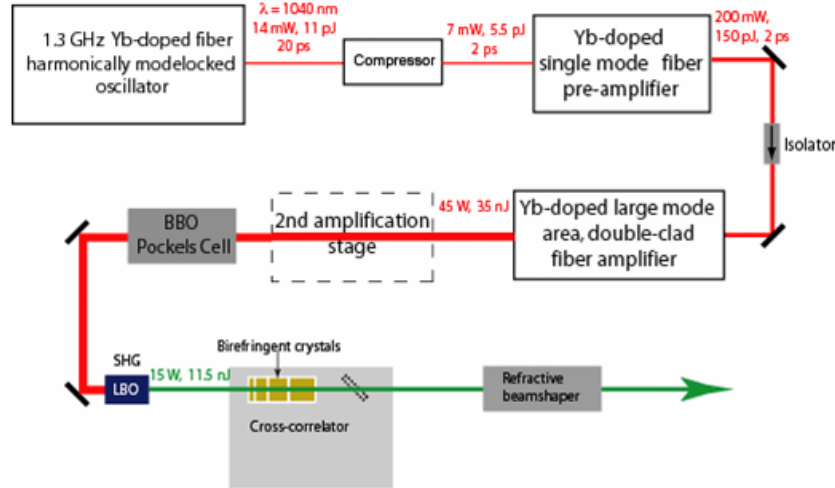 1.3 GHz Yb-doped fiber
harmonically modelocked
oscillator
λ = 1040 nm
14 mW, 11 pJ
20 ps
Compressor
7 mW, 5.5 pJ
2 ps
Yb-doped
single mode fiber
pre-amplifier
200 mW,
150 pJ, 2 ps
Isolator
BBO
Pockels Cell
2nd amplification
stage
45 W, 35 nJ
Yb-doped large mode
area, double-clad
fiber amplifier
SHG
LBO
15 W, 11.5 nJ
Birefringent crystals
Cross-correlator
Refractive
beamshaper